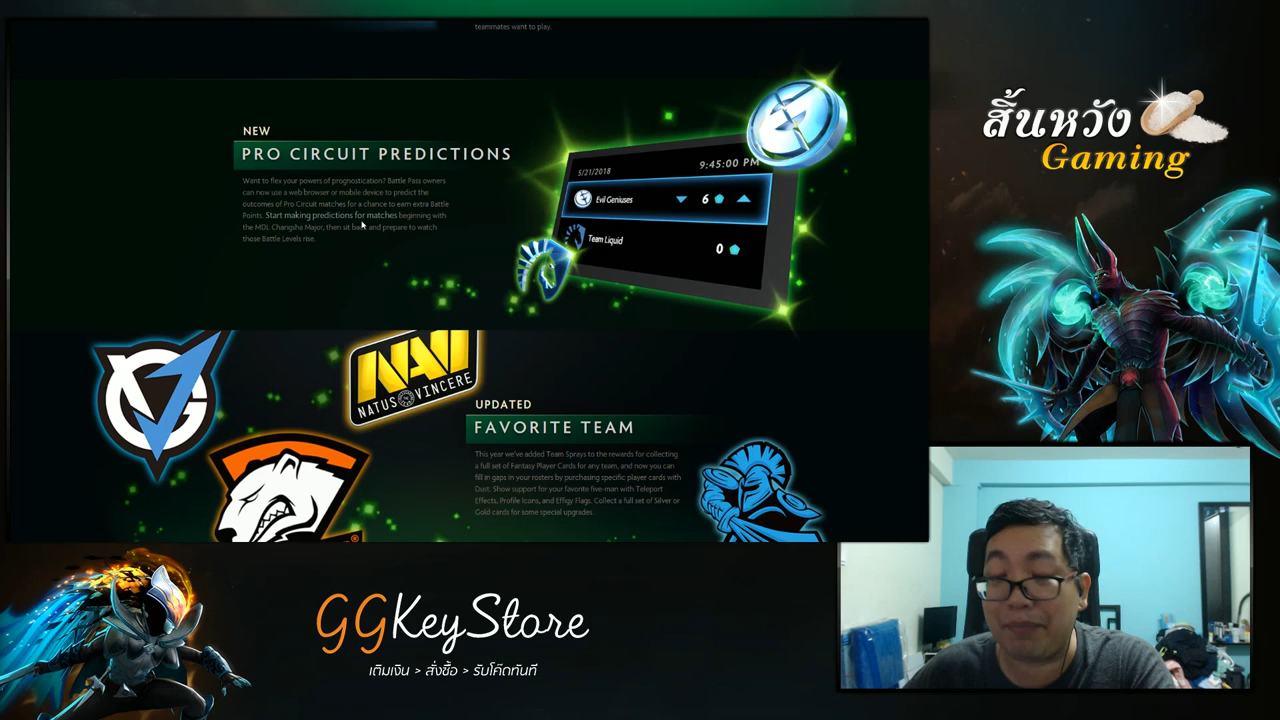 teammates want to play.
NEW
PRO CIRCUIT PREDICTIONS
Want to flex your powers of prognostication? Battle Pass owners
can now use a web browser or mobile device to predict the
outcomes of Pro Circuit matches for a chance to earn extra Battle
Points. Start making predictions for matches beginning with
the MDL Changsha Major, then sit back and prepare to watch
those Battle Levels rise.
5/21/2018
9:45:00 PM
Evil Geniuses
6
Team Liquid
0
สิ้นหวัง
Gaming
VG
NAVI
NATUS VINCERE
UPDATED
FAVORITE TEAM
This year we've added Team Sprays to the rewards for collecting
a full set of Fantasy Player Cards for any team, and now you can
fill in gaps in your rosters by purchasing specific player cards with
Dust. Show support for your favorite five-man with Teleport
Effects, Profile Icons, and Effigy Flags. Collect a full set of Silver or
Gold cards for some special upgrades.
GGKeyStore
เติมเงิน > สั่งซื้อ > รับโค๊ดทันที